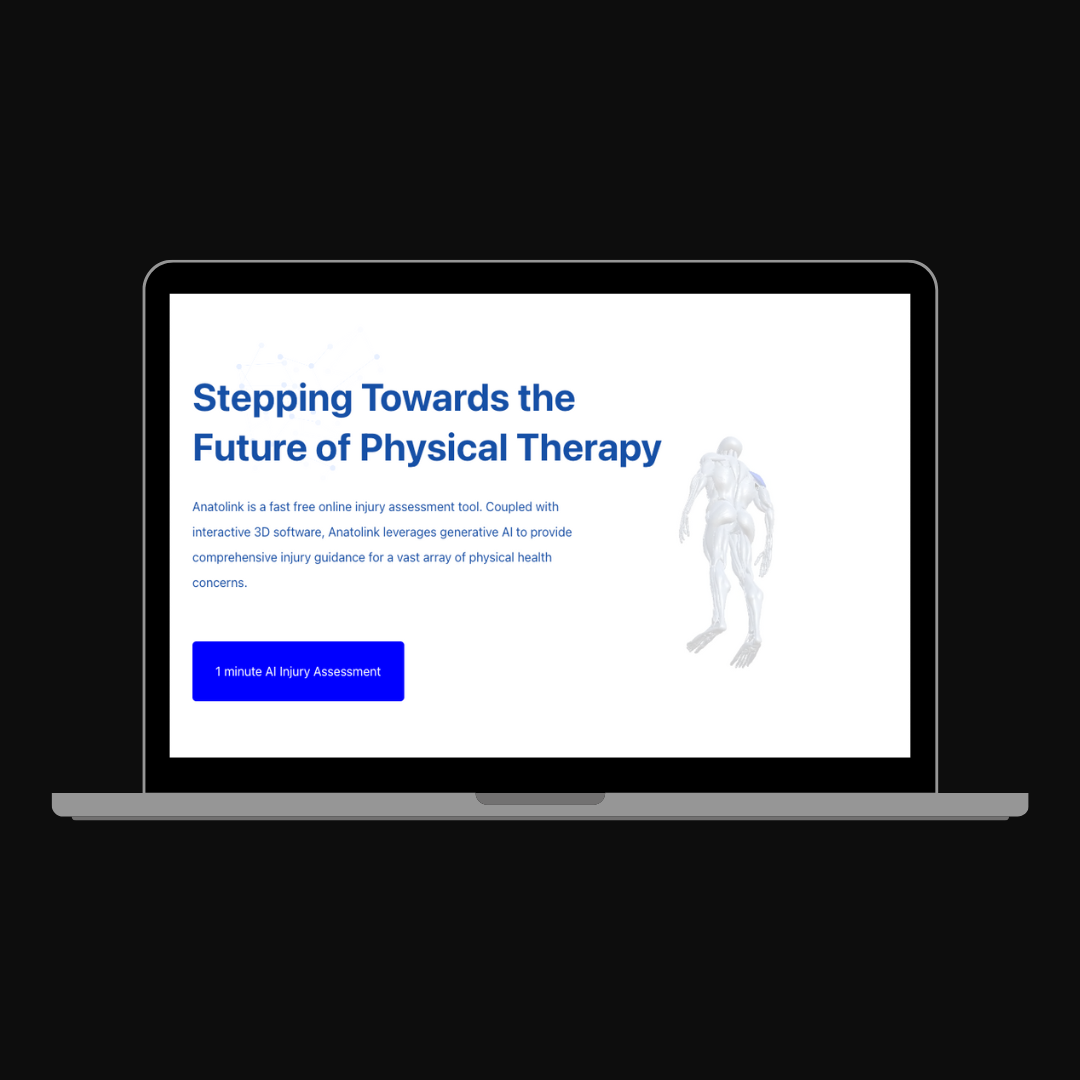 Stepping Towards the
Future of Physical Therapy
Anatolink is a fast free online injury assessment tool. Coupled with
interactive 3D software, Anatolink leverages generative AI to provide
comprehensive injury guidance for a vast array of physical health
concerns.
1 minute AI Injury Assessment